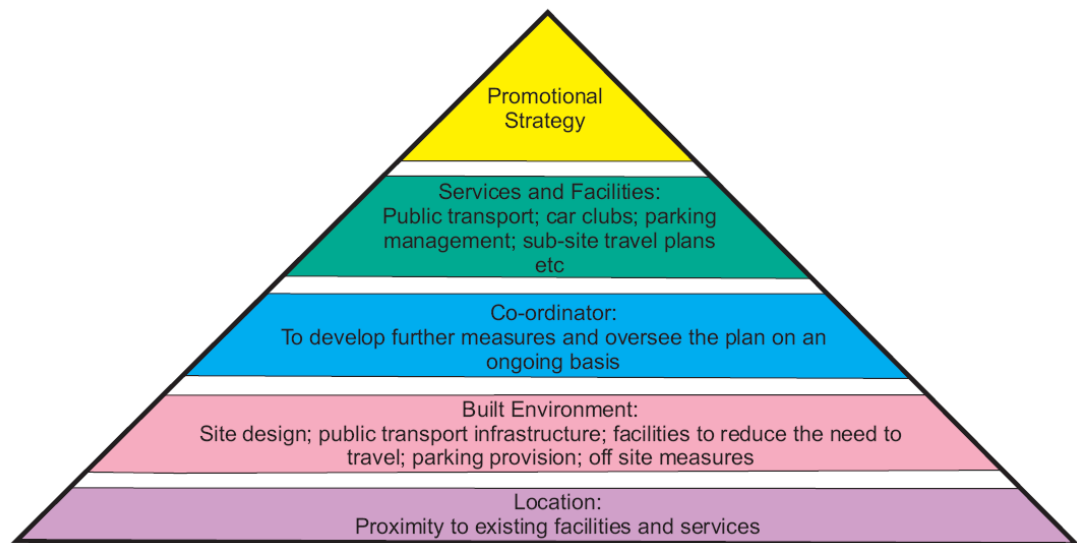 Promotional
Strategy
Services and Facilities:
Public transport; car clubs; parking
management; sub-site travel plans
etc
Co-ordinator:
To develop further measures and oversee the plan on an
ongoing basis
Built Environment:
Site design; public transport infrastructure; facilities to reduce the need to
travel; parking provision; off site measures
Location:
Proximity to existing facilities and services